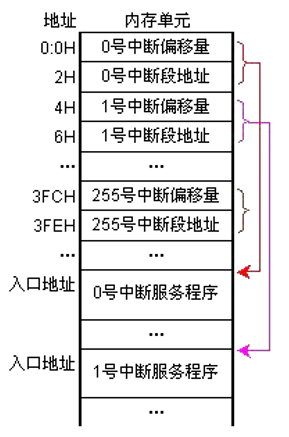 地址 内存单元
0:0H 0号中断偏移量
2H 0号中断段地址
4H 1号中断偏移量
6H 1号中断段地址
... ...
3FCH 255号中断偏移量
3FEH 255号中断段地址
... ...
入口地址
0号中断服务程序
...
入口地址
1号中断服务程序
...